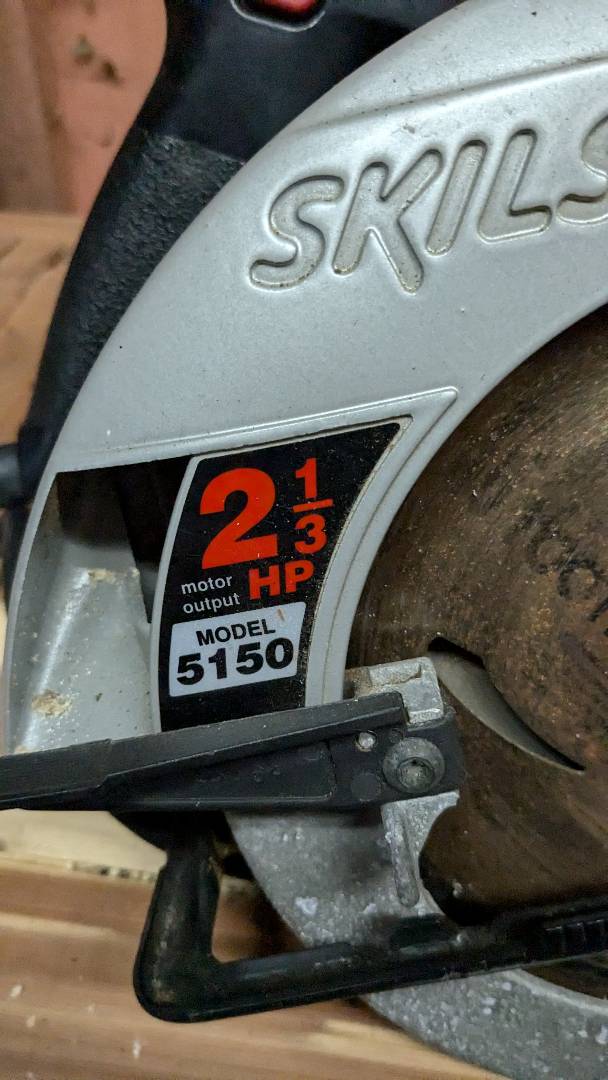 SKILS
2 1/3
HP
motor
output
MODEL
5150